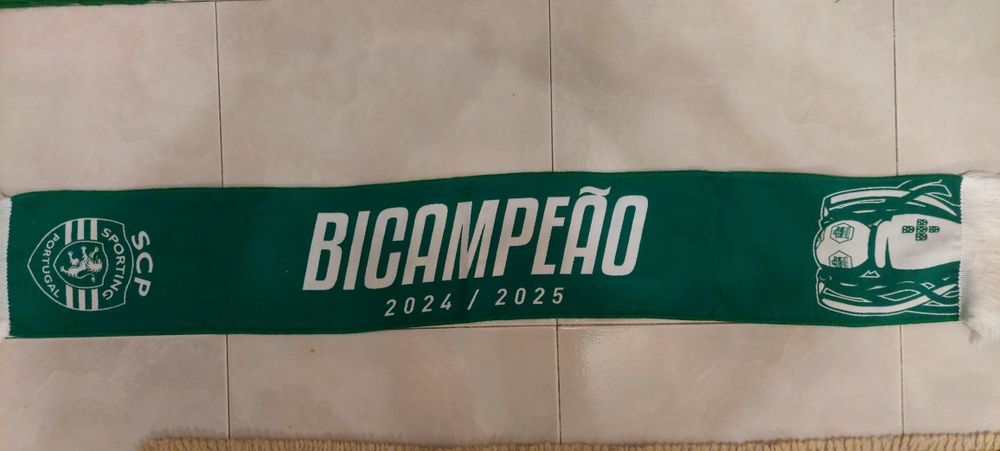 SCP
SPORTING
PORTUGAL
BICAMPEÃO
2024 / 2025